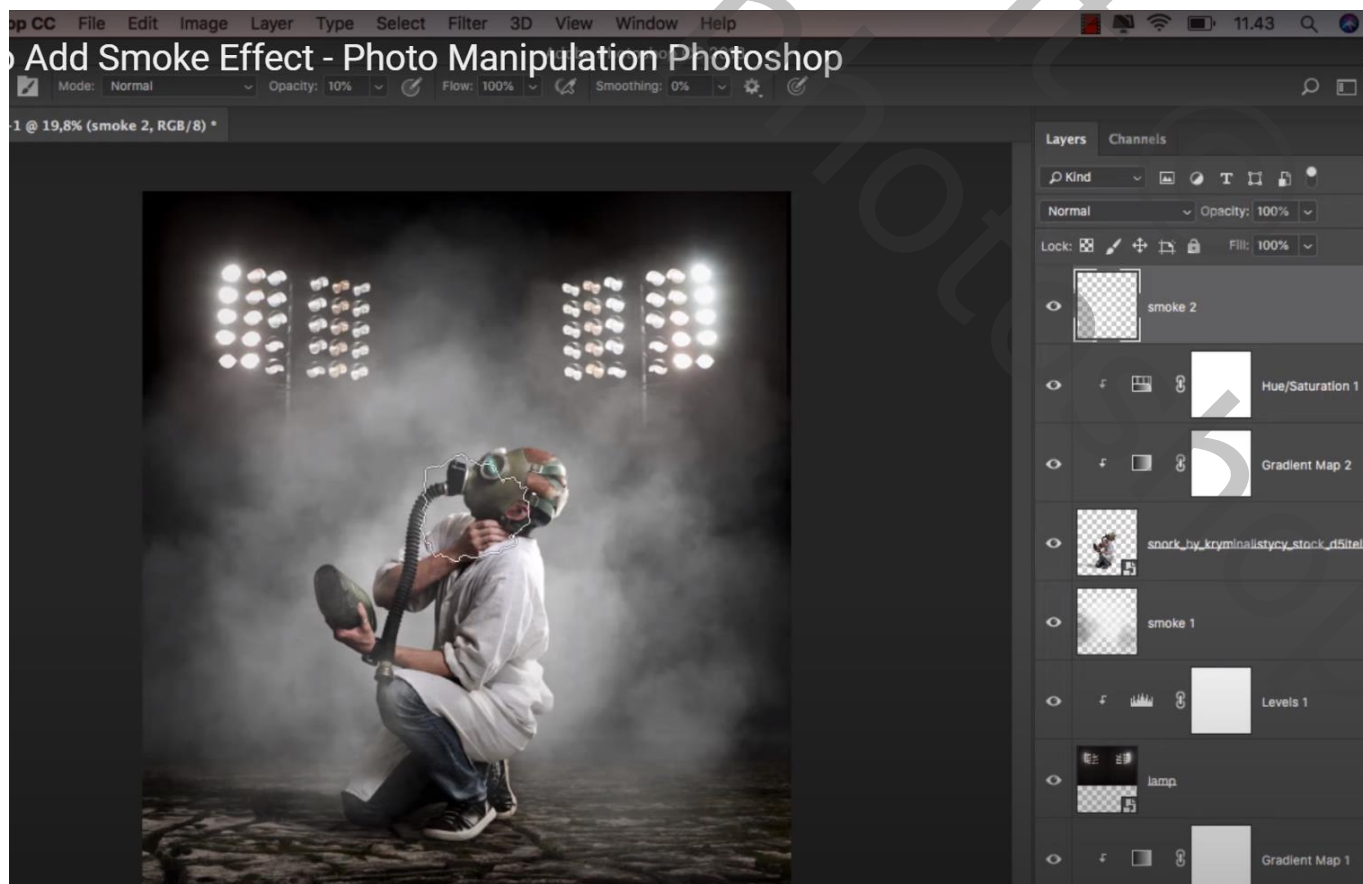 op CC File Edit Image Layer Type Select Filter 3D View Window Help 11.43
Add Smoke Effect - Photo Manipulation Photoshop
Mode: Normal Opacity: 10% Flow: 100% Smoothing: 0%
-1 @ 19,8% (smoke 2, RGB/8) *
Layers Channels
Kind
Normal Opacity: 100%
Lock: Fill: 100%
smoke 2
Hue/Saturation 1
Gradient Map 2
snork_by_kryminalistycy_stock_d5itel
smoke 1
Levels 1
lamp
Gradient Map 1